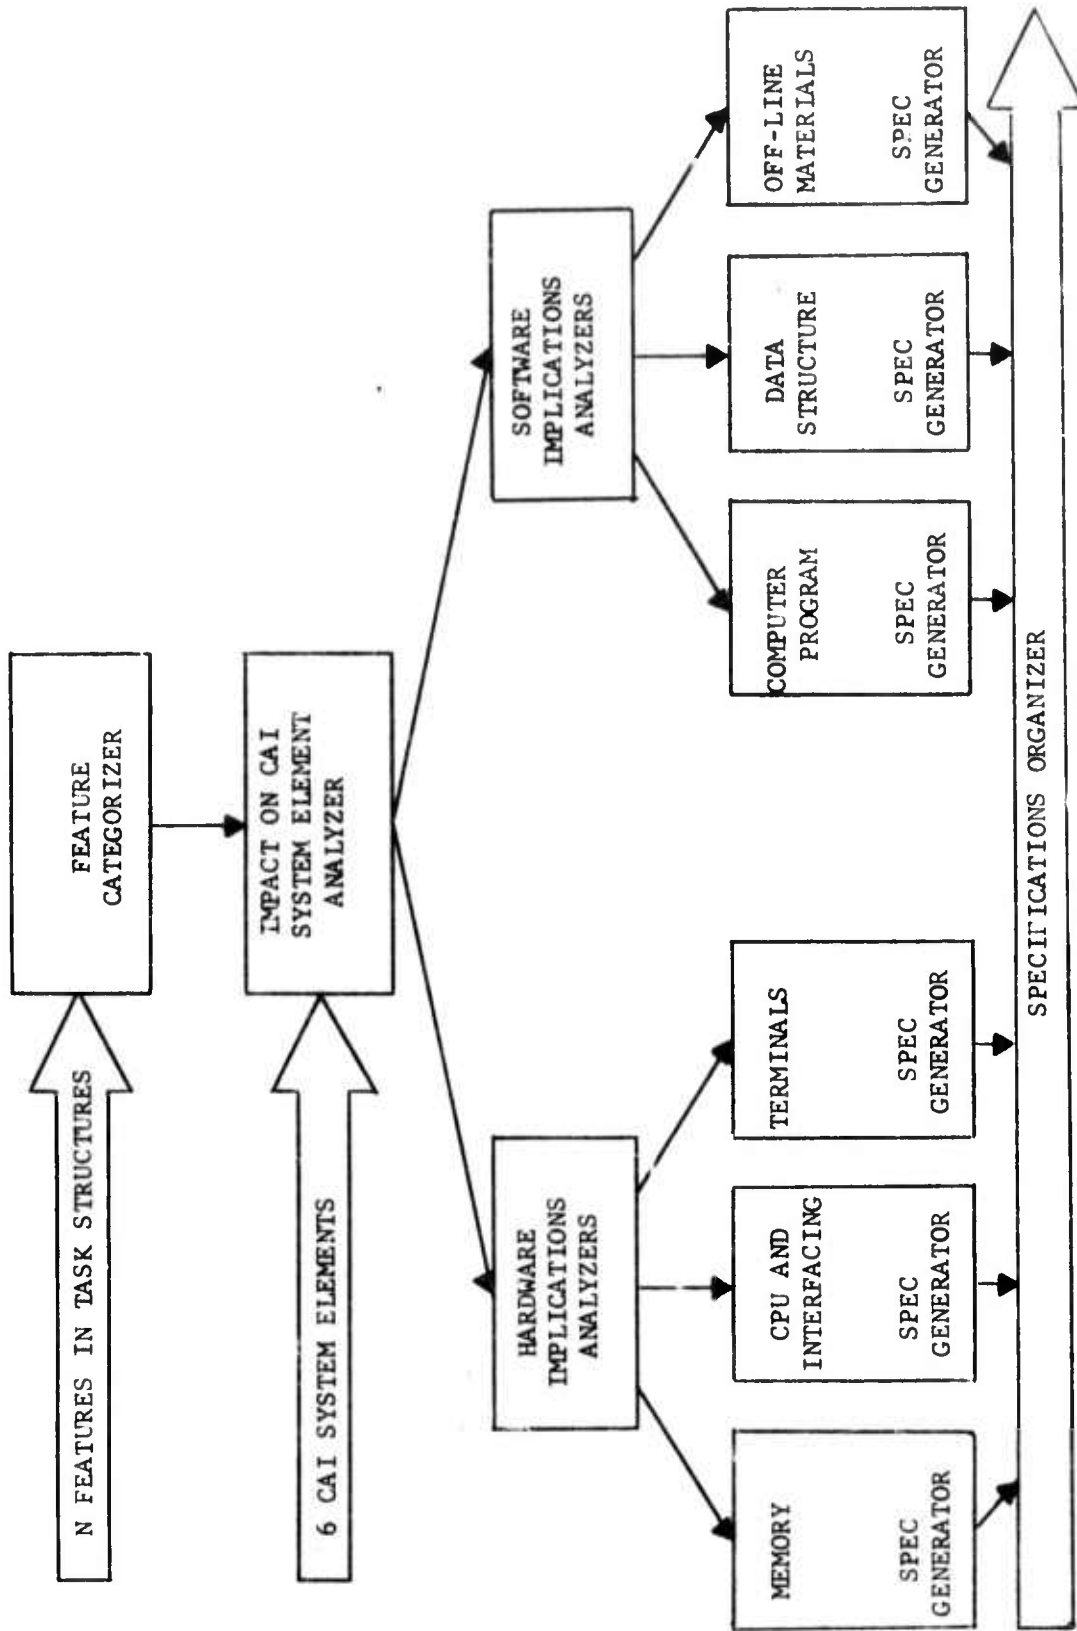 N FEATURES IN TASK STRUCTURES
FEATURE
CATEGORIZER
6 CAI SYSTEM ELEMENTS
IMPACT ON CAI
SYSTEM ELEMENT
ANALYZER
HARDWARE
IMPLICATIONS
ANALYZERS
SOFTWARE
IMPLICATIONS
ANALYZERS
MEMORY
SPEC
GENERATOR
CPU AND
INTERFACING
SPEC
GENERATOR
TERMINALS
SPEC
GENERATOR
COMPUTER
PROGRAM
SPEC
GENERATOR
DATA
STRUCTURE
SPEC
GENERATOR
OFF-LINE
MATERIALS
SPEC
GENERATOR
SPECIFICATIONS ORGANIZER